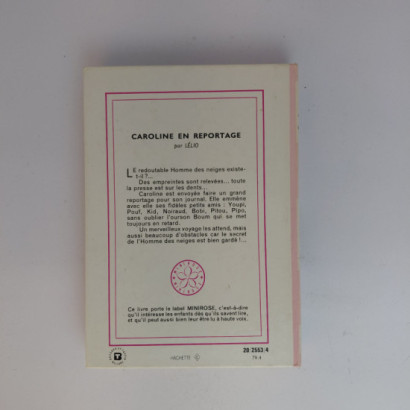 CAROLINE EN REPORTAGE
par LÉLIO
LE redoutable Homme des neiges existe-
t-il ?...
Des empreintes sont relevées... toute
la presse est sur les dents...
Caroline est envoyée faire un grand
reportage pour son journal. Elle emmène
avec elle ses fidèles petits amis : Youpi,
Pouf, Kid, Noiraud, Bobi, Pitou, Pipo,
sans oublier l'ourson Boum qui se met
toujours en retard.
Un merveilleux voyage les attend, mais
aussi beaucoup d'obstacles car le secret
de l'Homme des neiges est bien gardé !...
Ce livre porte le label MINIROSE, c'est-à-dire
qu'il intéresse les enfants dès qu'ils savent lire,
et qu'il peut aussi bien leur être lu à haute voix.
HACHETTE
20.2553.4